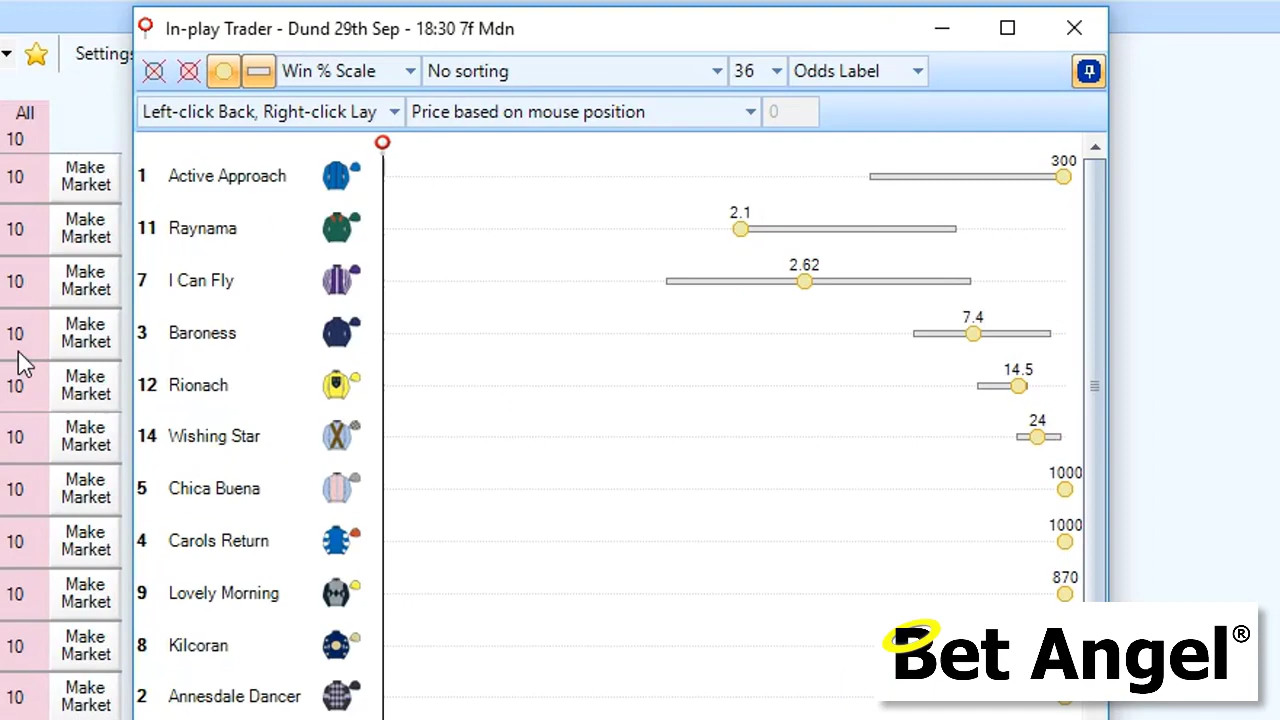 In-play Trader - Dund 29th Sep - 18:30 7f Mdn
Settings
Win % Scale
No sorting
36
Odds Label
All
10
Left-click Back, Right-click Lay
Price based on mouse position
0
10 Make Market 1 Active Approach 300
10 Make Market 11 Raynama 2.1
10 Make Market 7 I Can Fly 2.62
10 Make Market 3 Baroness 7.4
10 Make Market 12 Rionach 14.5
10 Make Market 14 Wishing Star 24
10 Make Market 5 Chica Buena 1000
10 Make Market 4 Carols Return 1000
10 Make Market 9 Lovely Morning 870
10 Make Market 8 Kilcoran
10 Make Market 2 Annesdale Dancer
Bet Angel®